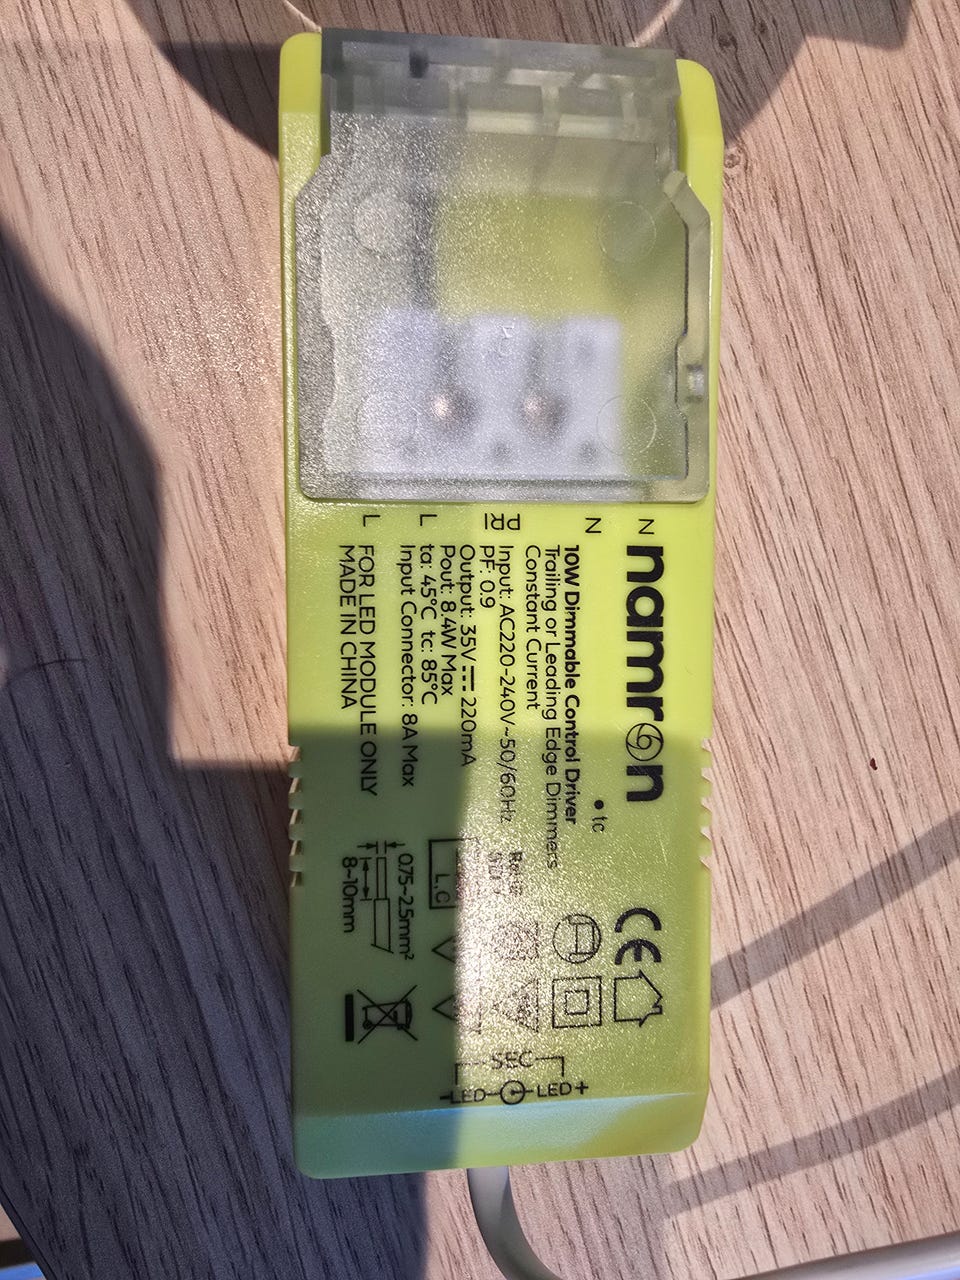 namron
10W Dimmable Control Driver
Trailing or Leading Edge Dimmers
Constant Current
Input: AC220-240V~50/60Hz
PF: 0.9
Output: 35V 220mA
Pout: 8.4W Max
ta: 45°C tc: 85°C
Input Connector: 8A Max
FOR LED MODULE ONLY
MADE IN CHINA
N
N
L
L
tc
CE
L.C
0.75-2.5mm²
8-10mm
SEC
LED+
-LED